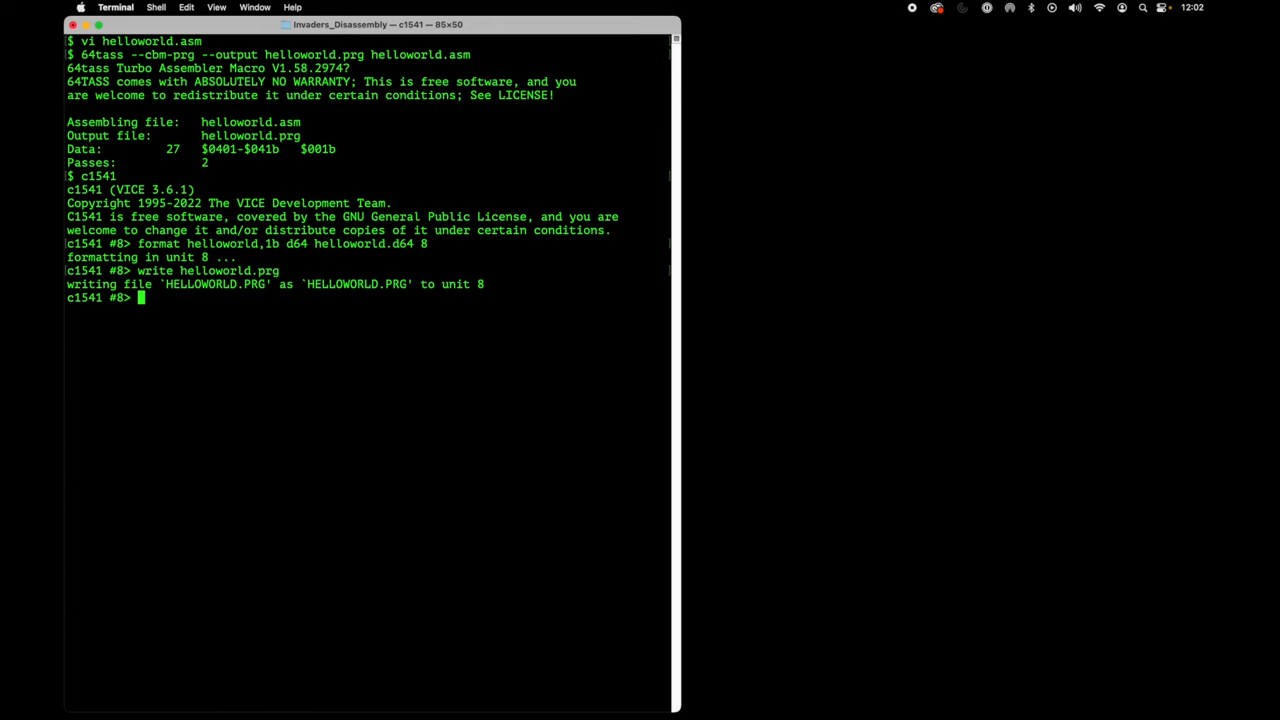 Terminal Shell Edit View Window Help 12:02
Invaders_Disassembly — c1541 — 85×50
$ vi helloworld.asm
$ 64tass --cbm-prg --output helloworld.prg helloworld.asm
64tass Turbo Assembler Macro V1.58.2974?
64TASS comes with ABSOLUTELY NO WARRANTY; This is free software, and you
are welcome to redistribute it under certain conditions; See LICENSE!
Assembling file:   helloworld.asm
Output file:       helloworld.prg
Data:         27   $0401-$041b   $001b
Passes:            2
$ c1541
c1541 (VICE 3.6.1)
Copyright 1995-2022 The VICE Development Team.
C1541 is free software, covered by the GNU General Public License, and you are
welcome to change it and/or distribute copies of it under certain conditions.
c1541 #8> format helloworld,1b d64 helloworld.d64 8
formatting in unit 8 ...
c1541 #8> write helloworld.prg
writing file `HELLOWORLD.PRG' as `HELLOWORLD.PRG' to unit 8
c1541 #8>